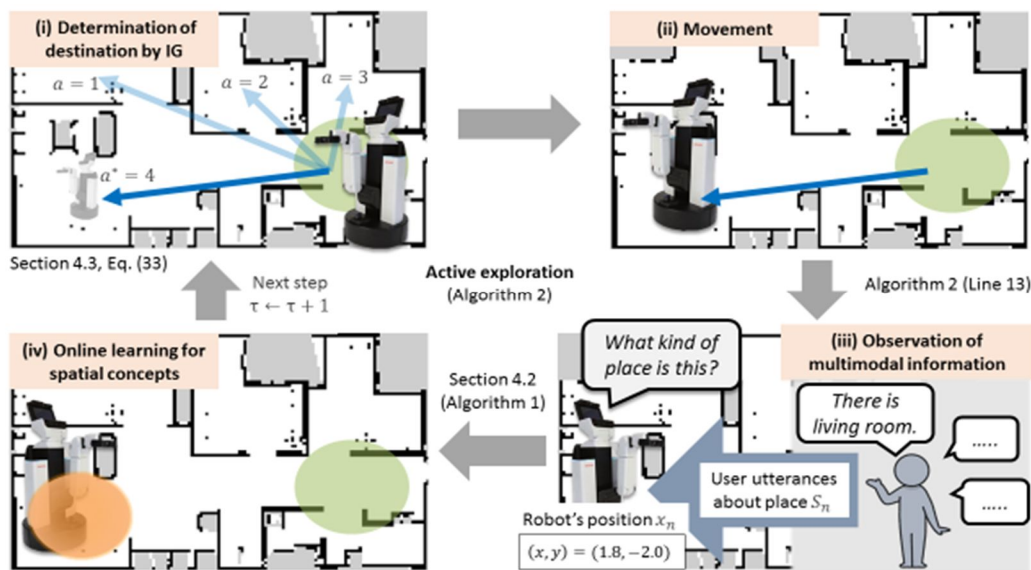 (i) Determination of
destination by IG
a = 1
a = 2
a = 3
a* = 4
Section 4.3, Eq. (33)
(ii) Movement
Next step
τ ← τ + 1
Active exploration
(Algorithm 2)
Algorithm 2 (Line 13)
(iii) Observation of
multimodal information
What kind of
place is this?
There is
living room.
.....
.....
User utterances
about place Sₙ
Robot's position xₙ
(x, y) = (1.8, −2.0)
Section 4.2
(Algorithm 1)
(iv) Online learning for
spatial concepts